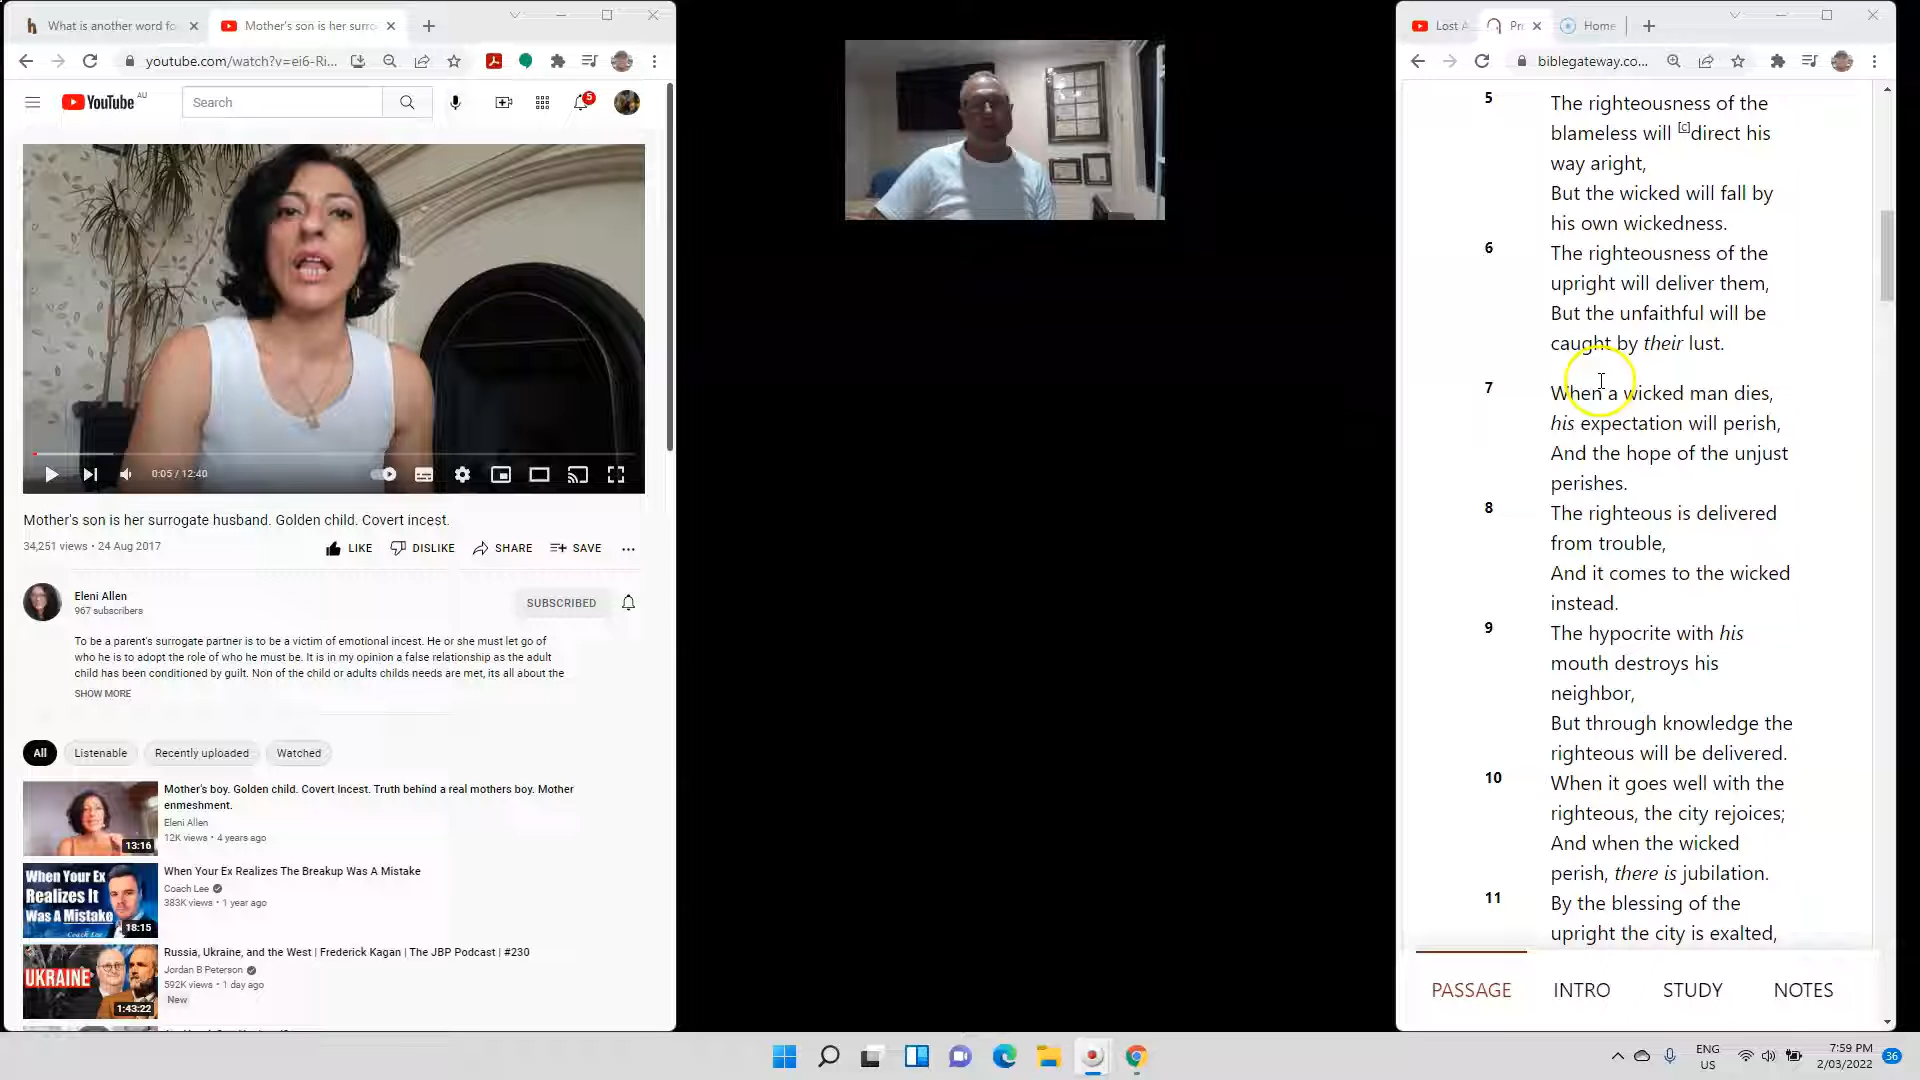 What is another word fo
Mother's son is her surro
youtube.com/watch?v=ei6-Ri...
YouTube AU
Search
5
0:05 / 12:40
Mother's son is her surrogate husband. Golden child. Covert incest.
34,251 views • 24 Aug 2017
LIKE
DISLIKE
SHARE
SAVE
Eleni Allen
967 subscribers
SUBSCRIBED
To be a parent's surrogate partner is to be a victim of emotional incest. He or she must let go of
who he is to adopt the role of who he must be. It is in my opinion a false relationship as the adult
child has been conditioned by guilt. Non of the child or adults childs needs are met, its all about the
SHOW MORE
All
Listenable
Recently uploaded
Watched
13:16
Mother's boy. Golden child. Covert Incest. Truth behind a real mothers boy. Mother
enmeshment.
Eleni Allen
12K views • 4 years ago
When Your Ex
Realizes It
Was A Mistake
Coach Lee
18:15
When Your Ex Realizes The Breakup Was A Mistake
Coach Lee
383K views • 1 year ago
UKRAINE
1:43:22
Russia, Ukraine, and the West | Frederick Kagan | The JBP Podcast | #230
Jordan B Peterson
592K views • 1 day ago
New
Lost A
Pr
Home
biblegateway.co...
5 The righteousness of the
blameless will [c]direct his
way aright,
But the wicked will fall by
his own wickedness.
6 The righteousness of the
upright will deliver them,
But the unfaithful will be
caught by their lust.
7 When a wicked man dies,
his expectation will perish,
And the hope of the unjust
perishes.
8 The righteous is delivered
from trouble,
And it comes to the wicked
instead.
9 The hypocrite with his
mouth destroys his
neighbor,
But through knowledge the
righteous will be delivered.
10 When it goes well with the
righteous, the city rejoices;
And when the wicked
perish, there is jubilation.
11 By the blessing of the
upright the city is exalted,
PASSAGE
INTRO
STUDY
NOTES
ENG
US
7:59 PM
2/03/2022
36